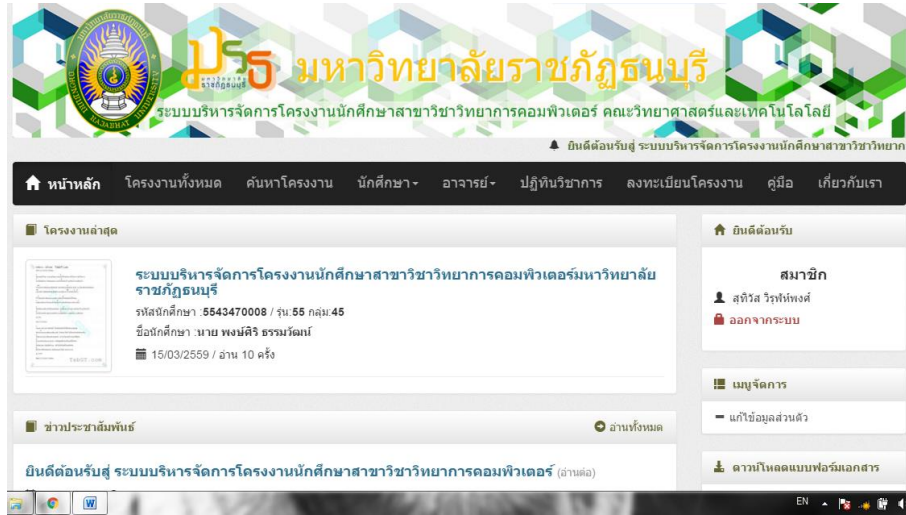 มรธ
มหาวิทยาลัยราชภัฏธนบุรี
ระบบบริหารจัดการโครงงานนักศึกษาสาขาวิชาวิทยาการคอมพิวเตอร์ คณะวิทยาศาสตร์และเทคโนโลโลยี
ยินดีต้อนรับสู่ ระบบบริหารจัดการโครงงานนักศึกษาสาขาวิชาวิทยาก
หน้าหลัก โครงงานทั้งหมด ค้นหาโครงงาน นักศึกษา อาจารย์ ปฏิทินวิชาการ ลงทะเบียนโครงงาน คู่มือ เกี่ยวกับเรา
โครงงานล่าสุด
ระบบบริหารจัดการโครงงานนักศึกษาสาขาวิชาวิทยาการคอมพิวเตอร์มหาวิทยาลัย
ราชภัฏธนบุรี
รหัสนักศึกษา :5543470008 / รุ่น:55 กลุ่ม:45
ชื่อนักศึกษา :นาย พงษ์ศิริ ธรรมวัฒน์
15/03/2559 / อ่าน 10 ครั้ง
ข่าวประชาสัมพันธ์ อ่านทั้งหมด
ยินดีต้อนรับสู่ ระบบบริหารจัดการโครงงานนักศึกษาสาขาวิชาวิทยาการคอมพิวเตอร์ (อ่านต่อ)
ยินดีต้อนรับ
สมาชิก
สุทิวัส วิรุฬห์พงศ์
ออกจากระบบ
เมนูจัดการ
แก้ไข้อมูลส่วนตัว
ดาวน์โหลดแบบฟอร์มเอกสาร
EN